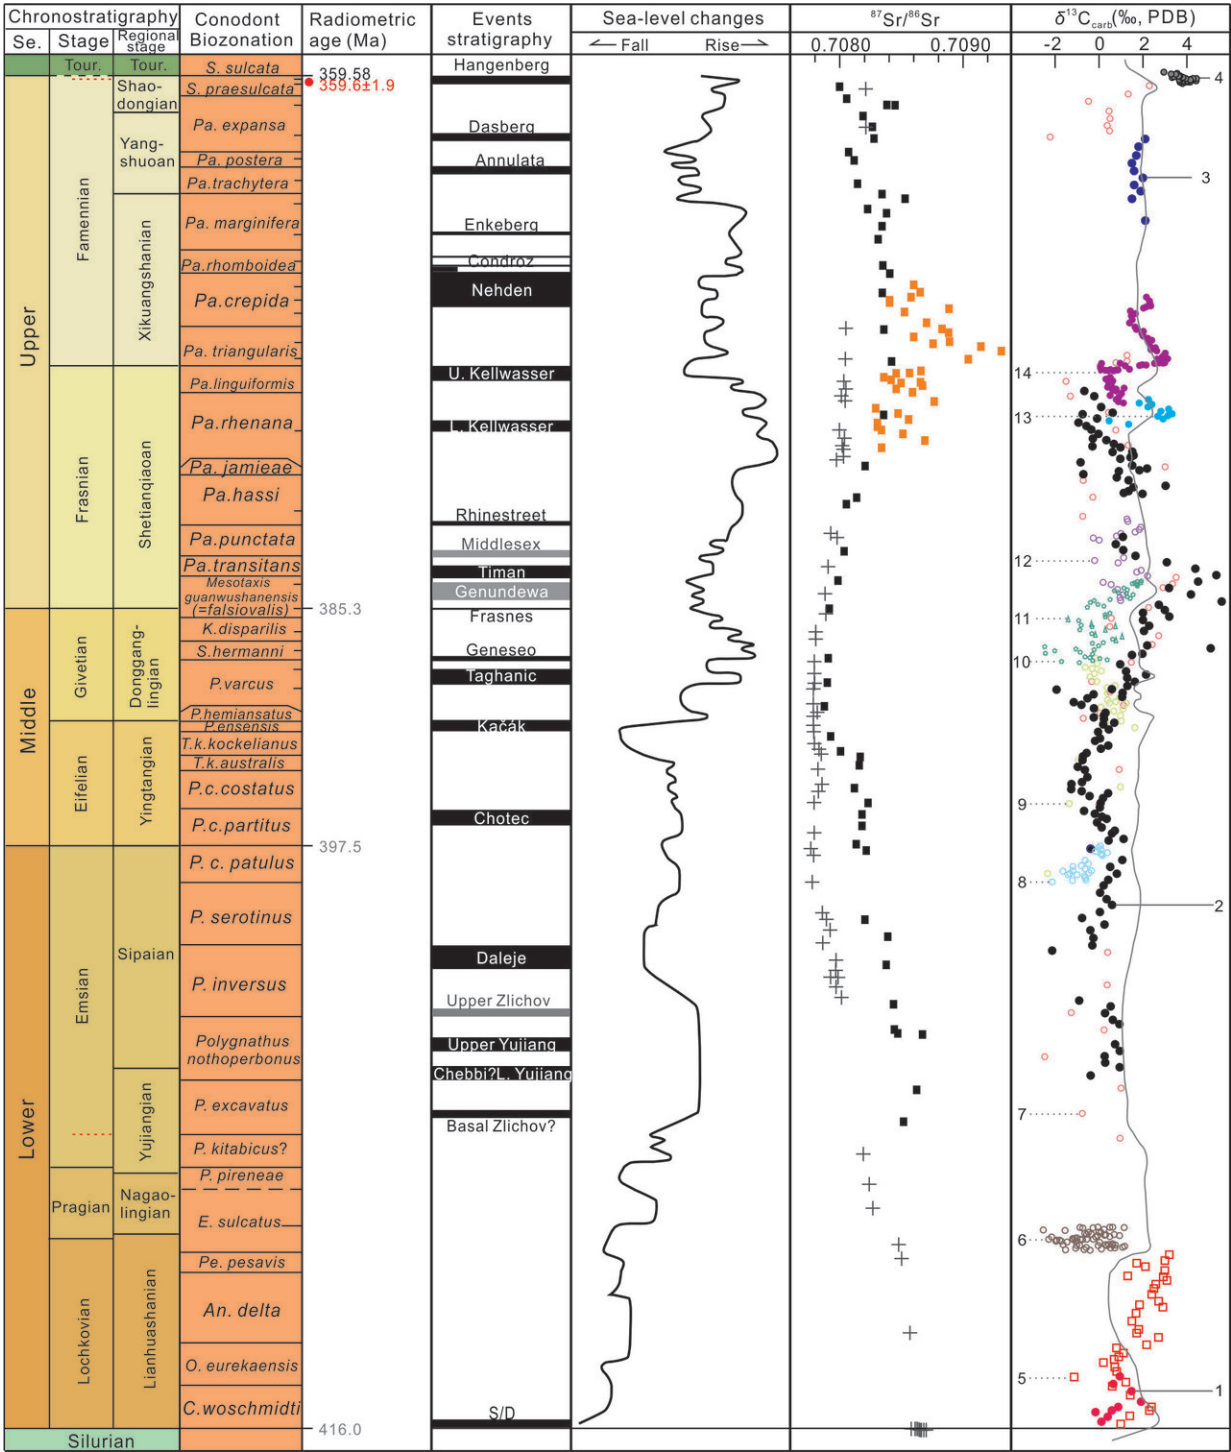 Chronostratigraphy
Se.
Stage
Regional
stage
Conodont
Biozonation
Radiometric
age (Ma)
Events
stratigraphy
Sea-level changes
Fall
Rise
⁸⁷Sr/⁸⁶Sr
0.7080
0.7090
δ¹³C carb (‰, PDB)
-2
0
2
4
Upper
Middle
Lower
Tour.
Famennian
Frasnian
Givetian
Eifelian
Emsian
Pragian
Lochkovian
Silurian
Tour.
Shao-
dongian
Yang-
shuoan
Xikuangshanian
Shetianqiaoan
Donggang-
lingian
Yingtangian
Sipaian
Yujiangian
Nagao-
lingian
Lianhuashanian
S. sulcata
S. praesulcata
Pa. expansa
Pa. postera
Pa.trachytera
Pa. marginifera
Pa.rhomboidea
Pa.crepida
Pa. triangularis
Pa.linguiformis
Pa.rhenana
Pa. jamieae
Pa.hassi
Pa.punctata
Pa.transitans
Mesotaxis
guanwushanensis
(=falsiovalis)
K.disparilis
S.hermanni
P.varcus
P.hemiansatus
P.ensensis
T.k.kockelianus
T.k.australis
P.c.costatus
P.c.partitus
P. c. patulus
P. serotinus
P. inversus
Polygnathus
nothoperbonus
P. excavatus
P. kitabicus?
P. pireneae
E. sulcatus
Pe. pesavis
An. delta
O. eurekaensis
C.woschmidti
359.58
359.6±1.9
385.3
397.5
416.0
Hangenberg
Dasberg
Annulata
Enkeberg
Condroz
Nehden
U. Kellwasser
L. Kellwasser
Rhinestreet
Middlesex
Timan
Genundewa
Frasnes
Geneseo
Taghanic
Kačák
Chotec
Daleje
Upper Zlichov
Upper Yujiang
Chebbi?L. Yujiang
Basal Zlichov?
S/D
4
3
14
13
12
11
10
9
8
2
7
6
5
1